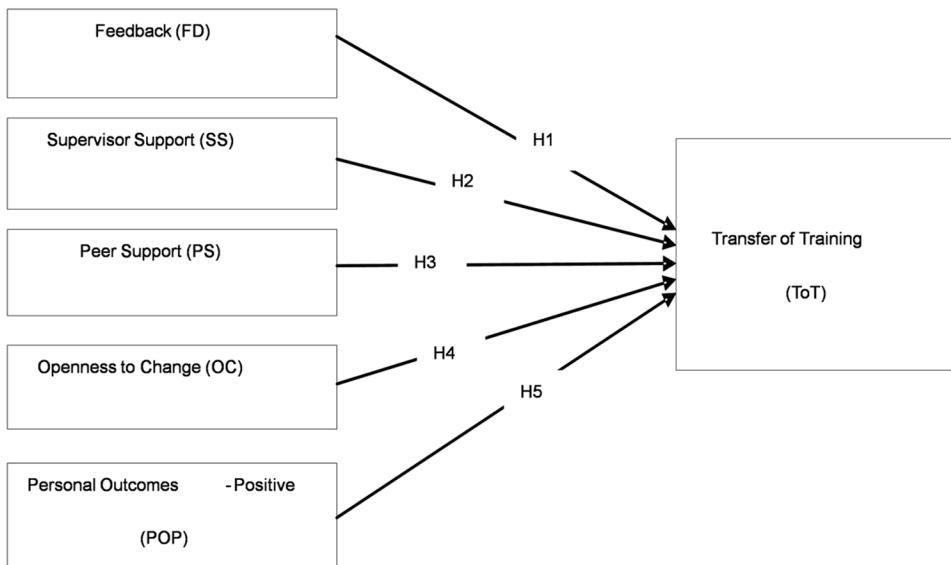 Feedback (FD)
H1
Supervisor Support (SS)
H2
Peer Support (PS)
H3
Transfer of Training
(ToT)
Openness to Change (OC)
H4
H5
Personal Outcomes -Positive
(POP)